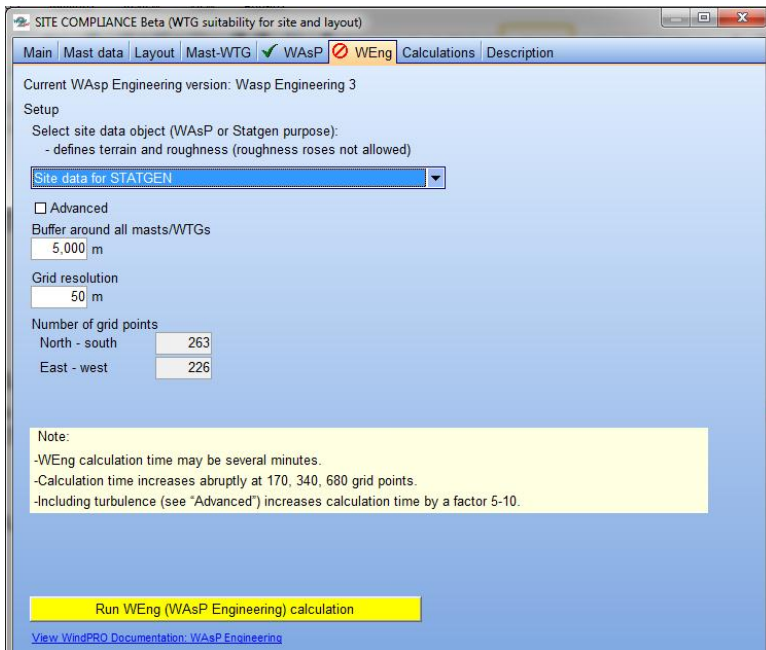 SITE COMPLIANCE Beta (WTG suitability for site and layout)
Main Mast data Layout Mast-WTG WAsP WEng Calculations Description
Current WAsp Engineering version: Wasp Engineering 3
Setup
Select site data object (WAsP or Statgen purpose):
- defines terrain and roughness (roughness roses not allowed)
Site data for STATGEN
Advanced
Buffer around all masts/WTGs
5,000 m
Grid resolution
50 m
Number of grid points
North - south 263
East - west 226
Note:
-WEng calculation time may be several minutes.
-Calculation time increases abruptly at 170, 340, 680 grid points.
-Including turbulence (see “Advanced”) increases calculation time by a factor 5-10.
Run WEng (WAsP Engineering) calculation
View WindPRO Documentation: WAsP Engineering